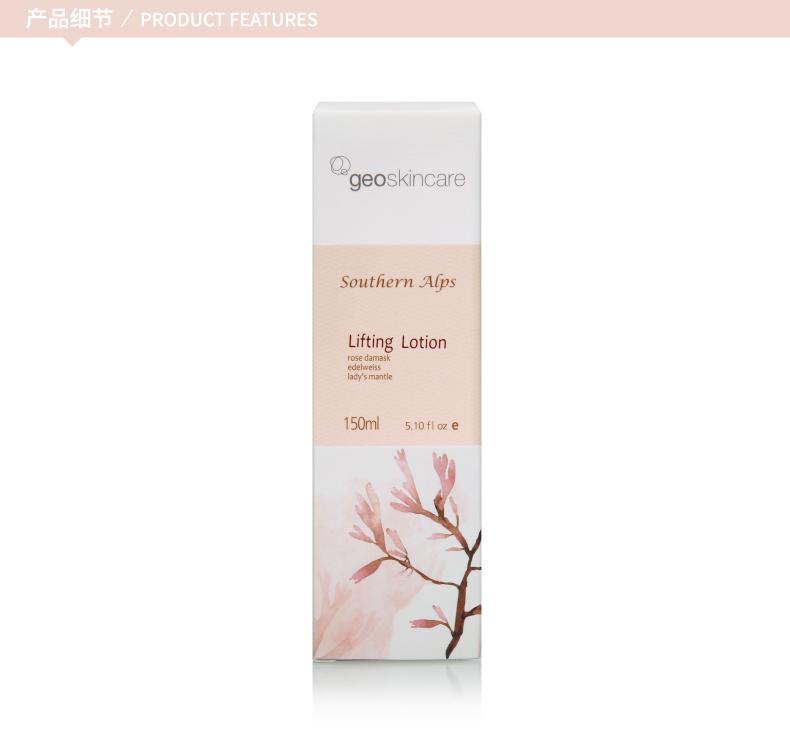 产品细节 / PRODUCT FEATURES
geoskincare
Southern Alps
Lifting Lotion
rose damask
edelweiss
lady's mantle
150ml 5.10 fl oz e